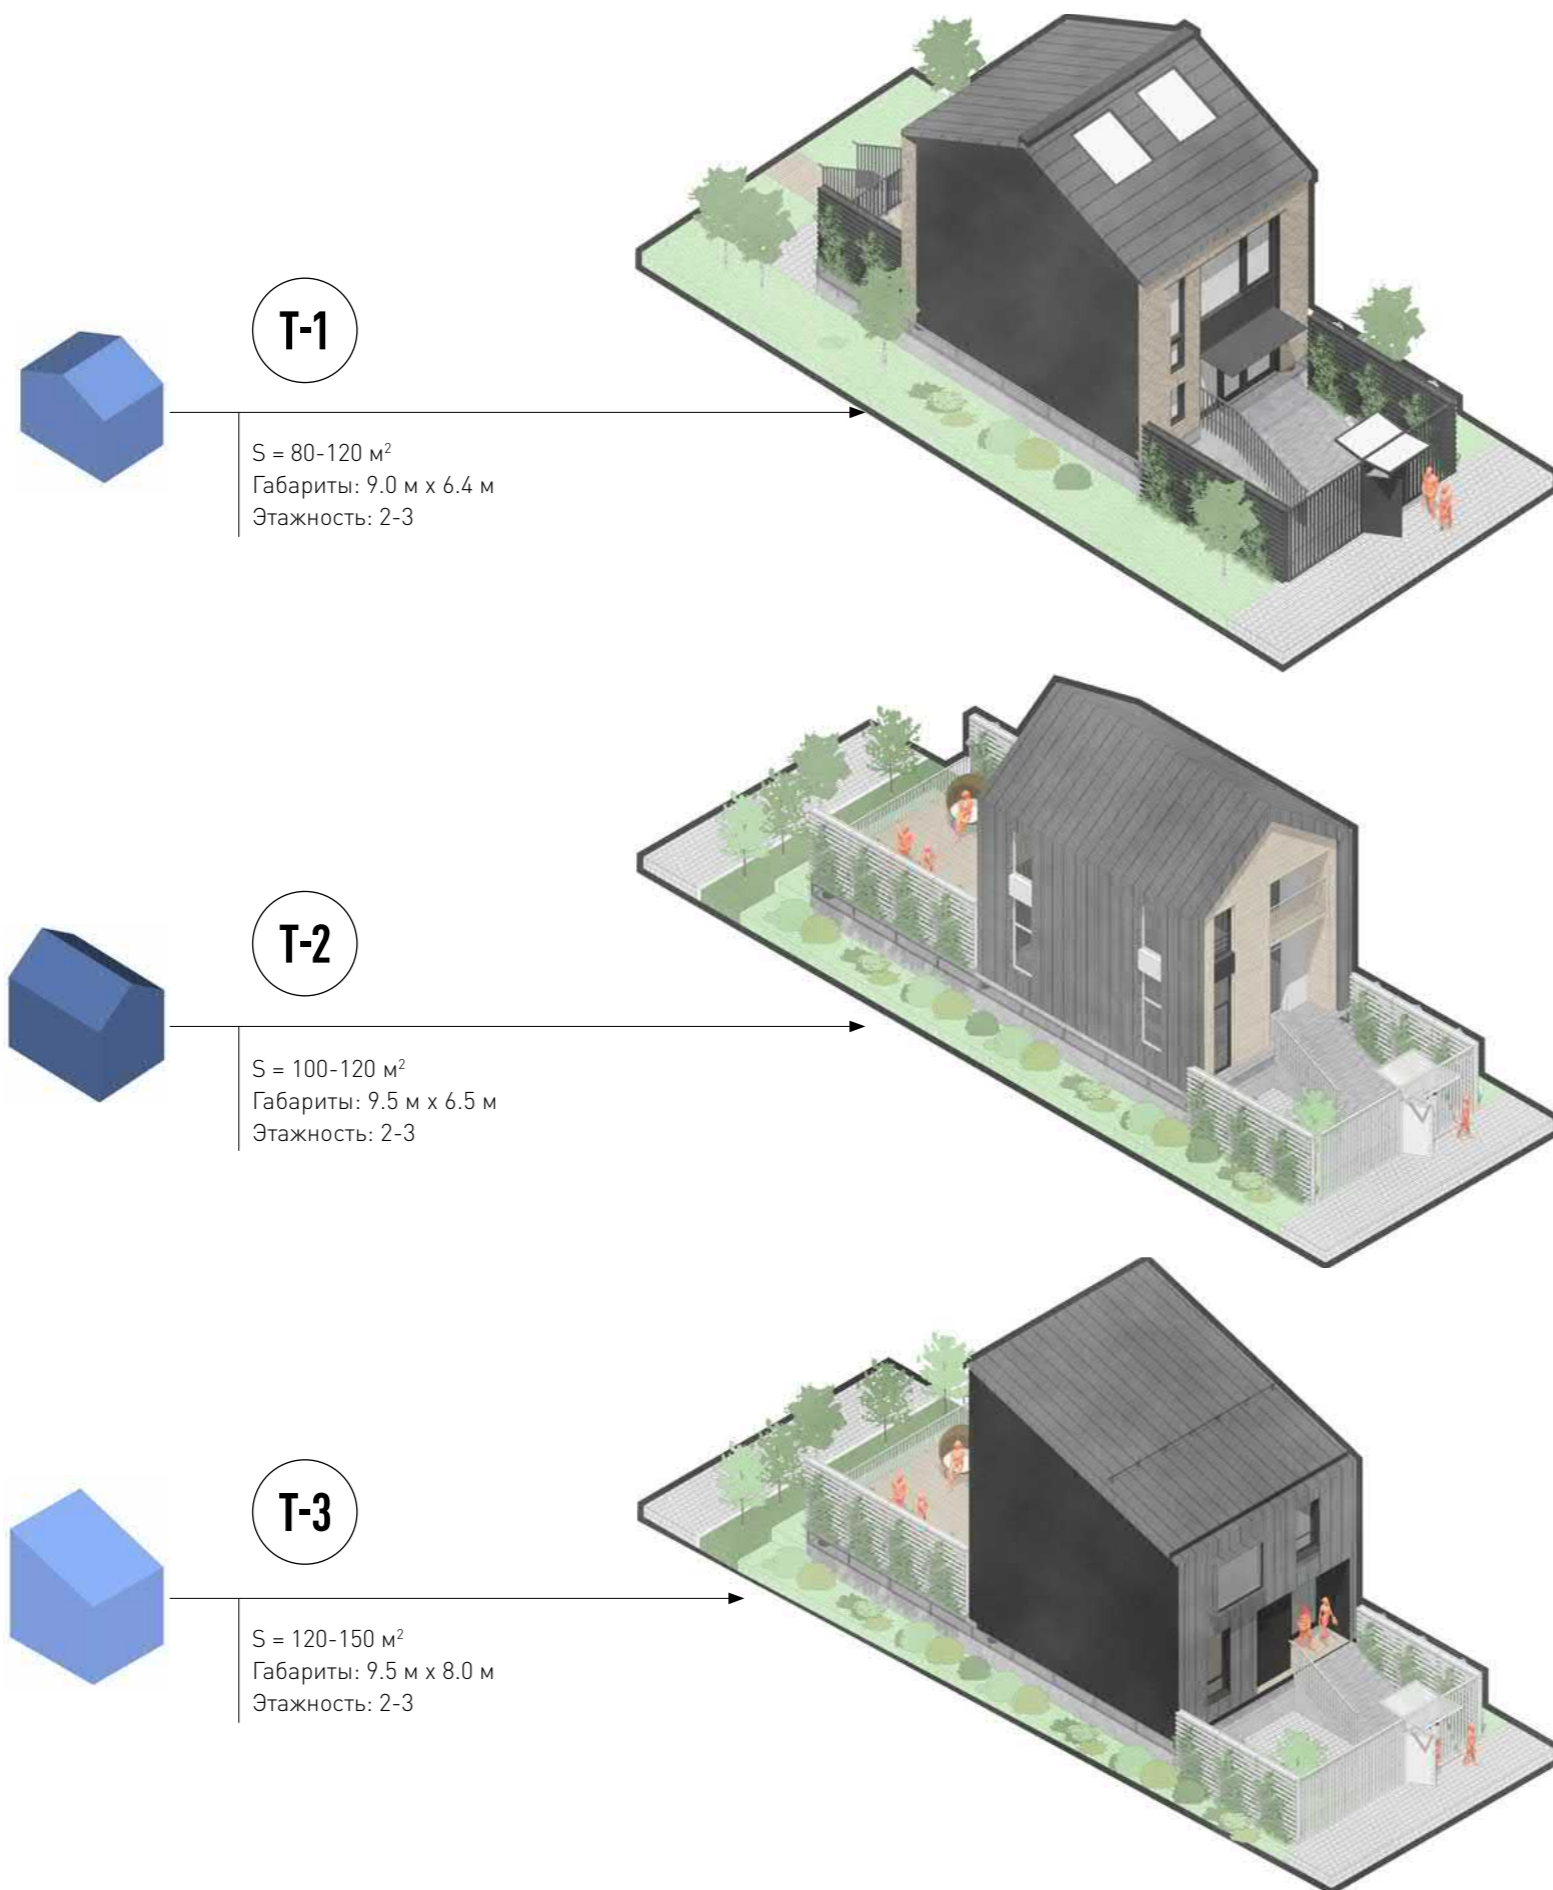 T-1
S = 80-120 м²
Габариты: 9.0 м x 6.4 м
Этажность: 2-3
T-2
S = 100-120 м²
Габариты: 9.5 м x 6.5 м
Этажность: 2-3
T-3
S = 120-150 м²
Габариты: 9.5 м x 8.0 м
Этажность: 2-3